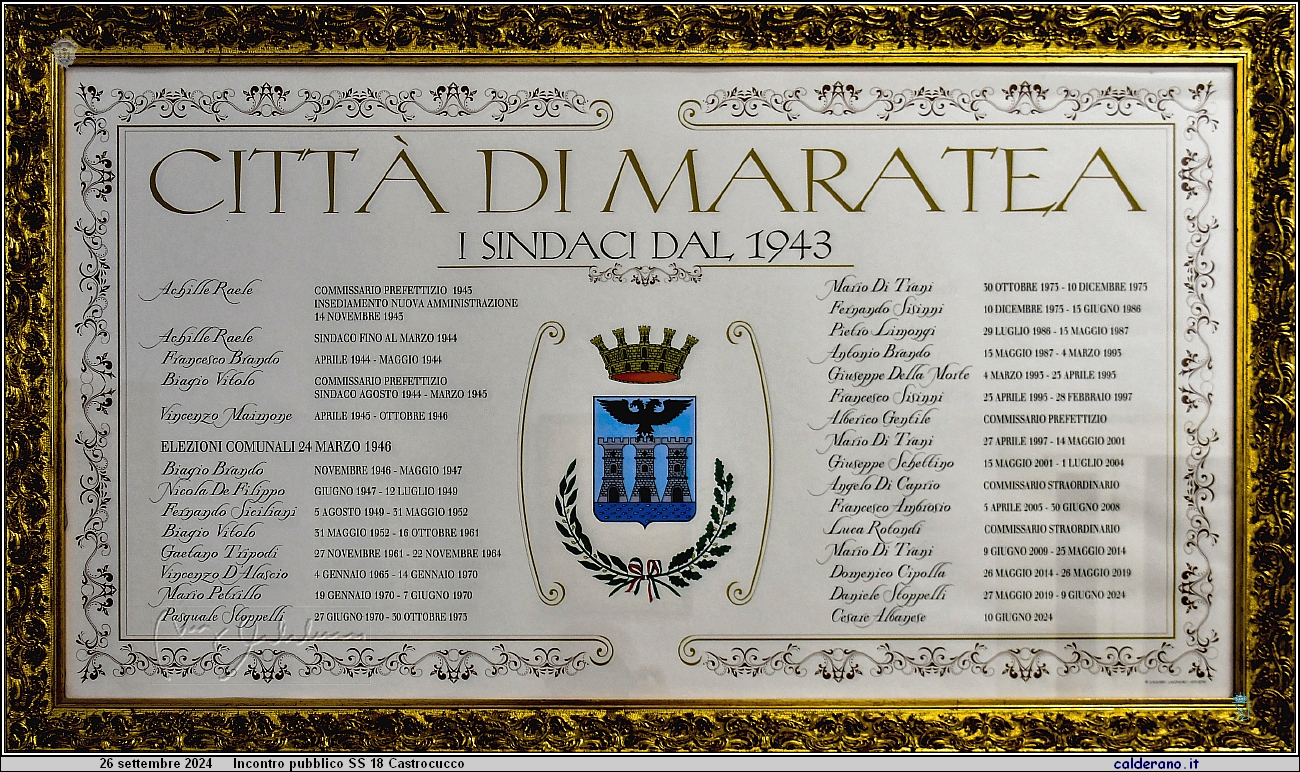 CITTÀ DI MARATEA
I SINDACI DAL 1943
Achille Raele COMMISSARIO PREFETTIZIO 1943
INSEDIAMENTO NUOVA AMMINISTRAZIONE
14 NOVEMBRE 1943
Achille Raele SINDACO FINO AL MARZO 1944
Francesco Brando APRILE 1944 - MAGGIO 1944
Biagio Vitolo COMMISSARIO PREFETTIZIO
SINDACO AGOSTO 1944 - MARZO 1945
Vincenzo Maimone APRILE 1945 - OTTOBRE 1946
ELEZIONI COMUNALI 24 MARZO 1946
Biagio Brando NOVEMBRE 1946 - MAGGIO 1947
Nicola De Filippo GIUGNO 1947 - 12 LUGLIO 1949
Fernando Siciliani 5 AGOSTO 1949 - 31 MAGGIO 1952
Biagio Vitolo 31 MAGGIO 1952 - 16 OTTOBRE 1961
Gaetano Tripodi 27 NOVEMBRE 1961 - 22 NOVEMBRE 1964
Vincenzo D'Alascio 4 GENNAIO 1965 - 14 GENNAIO 1970
Mario Petrillo 19 GENNAIO 1970 - 7 GIUGNO 1970
Pasquale Stoppelli 27 GIUGNO 1970 - 30 OTTOBRE 1973
Mario Di Trani 30 OTTOBRE 1973 - 10 DICEMBRE 1975
Fernando Sisinni 10 DICEMBRE 1975 - 15 GIUGNO 1986
Pietro Limongi 29 LUGLIO 1986 - 15 MAGGIO 1987
Antonio Brando 15 MAGGIO 1987 - 4 MARZO 1995
Giuseppe Della Morte 4 MARZO 1995 - 23 APRILE 1995
Francesco Sisinni 23 APRILE 1995 - 28 FEBBRAIO 1997
Alberico Gentile COMMISSARIO PREFETTIZIO
Mario Di Trani 27 APRILE 1997 - 14 MAGGIO 2001
Giuseppe Schettino 15 MAGGIO 2001 - 1 LUGLIO 2004
Angelo Di Caprio COMMISSARIO STRAORDINARIO
Francesco Ambrosio 5 APRILE 2005 - 30 GIUGNO 2008
Luca Rotondi COMMISSARIO STRAORDINARIO
Mario Di Trani 9 GIUGNO 2009 - 25 MAGGIO 2014
Domenico Cipolla 26 MAGGIO 2014 - 26 MAGGIO 2019
Daniele Stoppelli 27 MAGGIO 2019 - 9 GIUGNO 2024
Cesare Albanese 10 GIUGNO 2024
26 settembre 2024 Incontro pubblico SS 18 Castrocucco
calderano.it